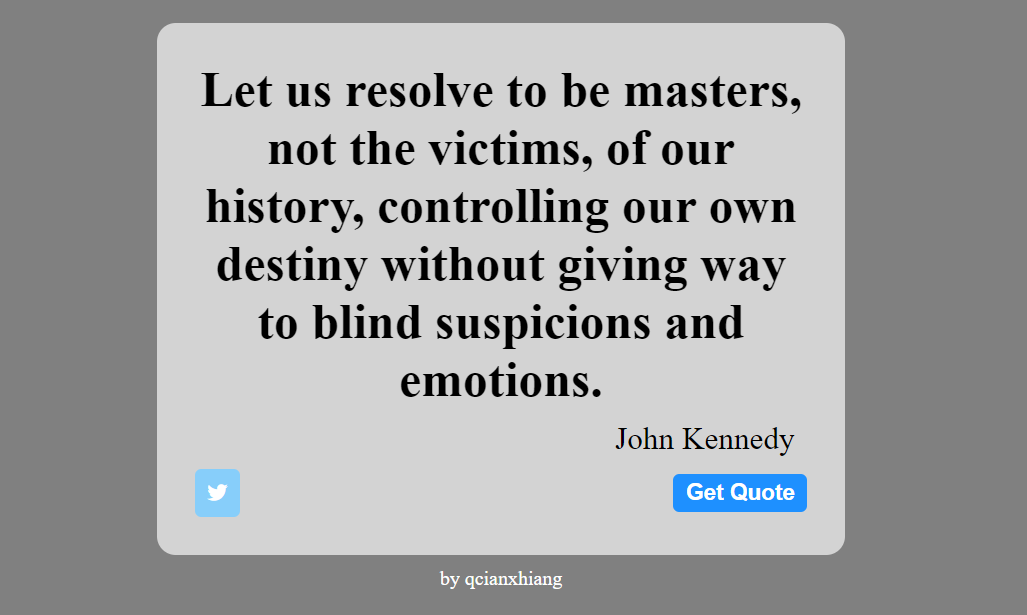 Let us resolve to be masters,
not the victims, of our
history, controlling our own
destiny without giving way
to blind suspicions and
emotions.
John Kennedy
Get Quote
by qcianxhiang